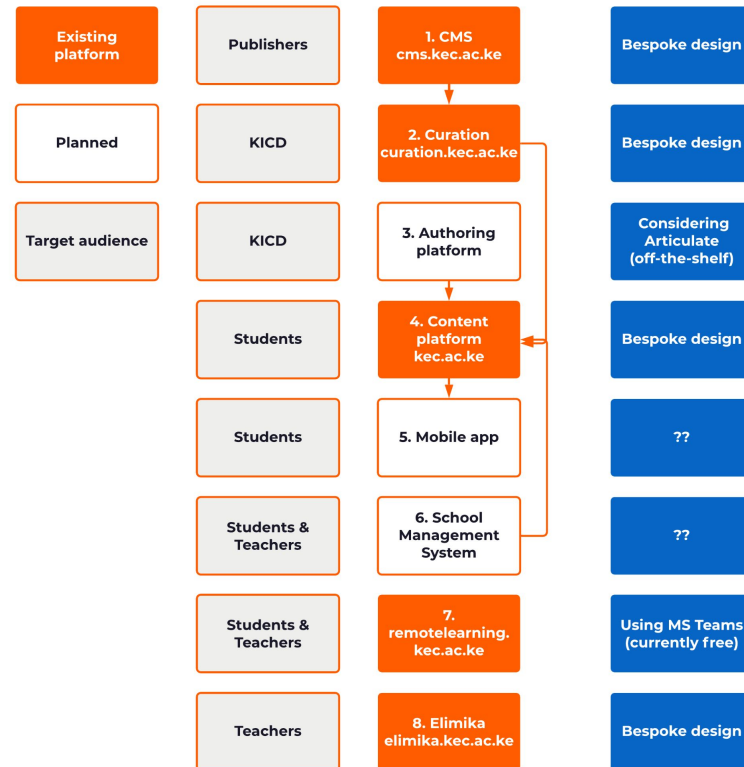 Existing
platform
Publishers
1. CMS
cms.kec.ac.ke
Bespoke design
Planned
KICD
2. Curation
curation.kec.ac.ke
Bespoke design
Target audience
KICD
3. Authoring
platform
Considering
Articulate
(off-the-shelf)
Students
4. Content
platform
kec.ac.ke
Bespoke design
Students
5. Mobile app
??
Students &
Teachers
6. School
Management
System
??
Students &
Teachers
7.
remotelearning.
kec.ac.ke
Using MS Teams
(currently free)
Teachers
8. Elimika
elimika.kec.ac.ke
Bespoke design